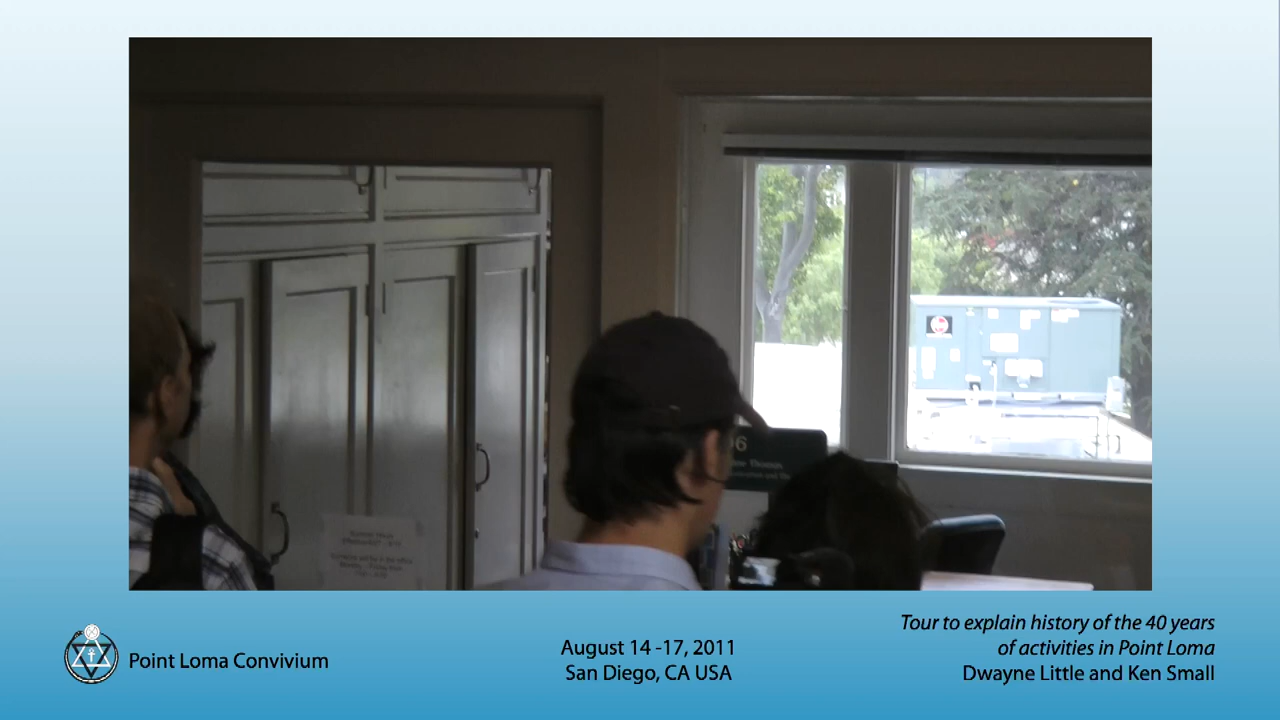 06
Point Loma Convivium
August 14 -17, 2011
San Diego, CA USA
Tour to explain history of the 40 years
of activities in Point Loma
Dwayne Little and Ken Small